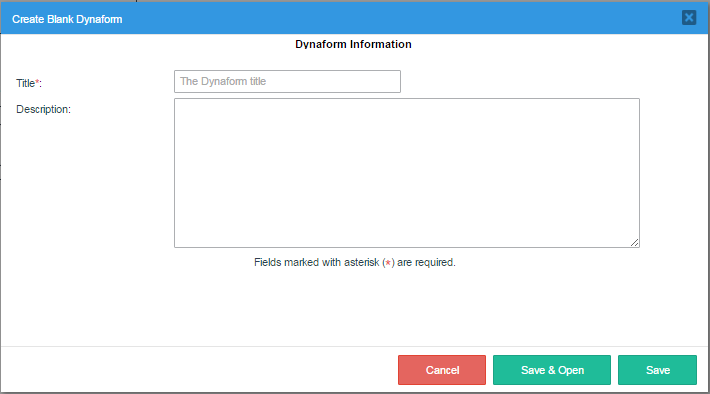 Create Blank Dynaform
Dynaform Information
Title*:
The Dynaform title
Description:
Fields marked with asterisk (*) are required.
Cancel
Save & Open
Save